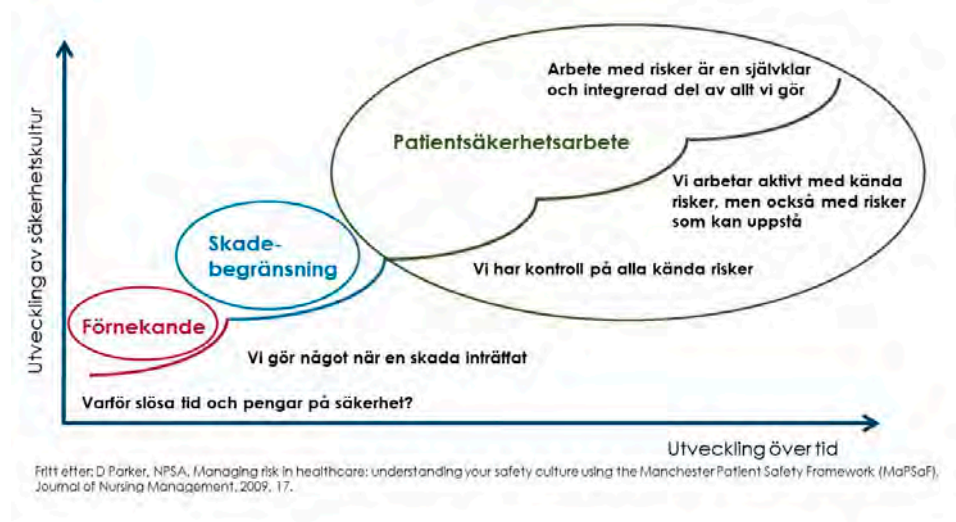 Utveckling av säkerhetskultur
Arbete med risker är en självklar
och integrerad del av allt vi gör
Patientsäkerhetsarbete
Vi arbetar aktivt med kända
risker, men också med risker
som kan uppstå
Skade-
begränsning
Vi har kontroll på alla kända risker
Förnekande
Vi gör något när en skada inträffat
Varför slösa tid och pengar på säkerhet?
Utveckling över tid
Fritt efter: D Parker, NPSA, Managing risk in healthcare: understanding your safety culture using the Manchester Patient Safety Framework (MaPSaF),
Journal of Nursing Management, 2009, 17.